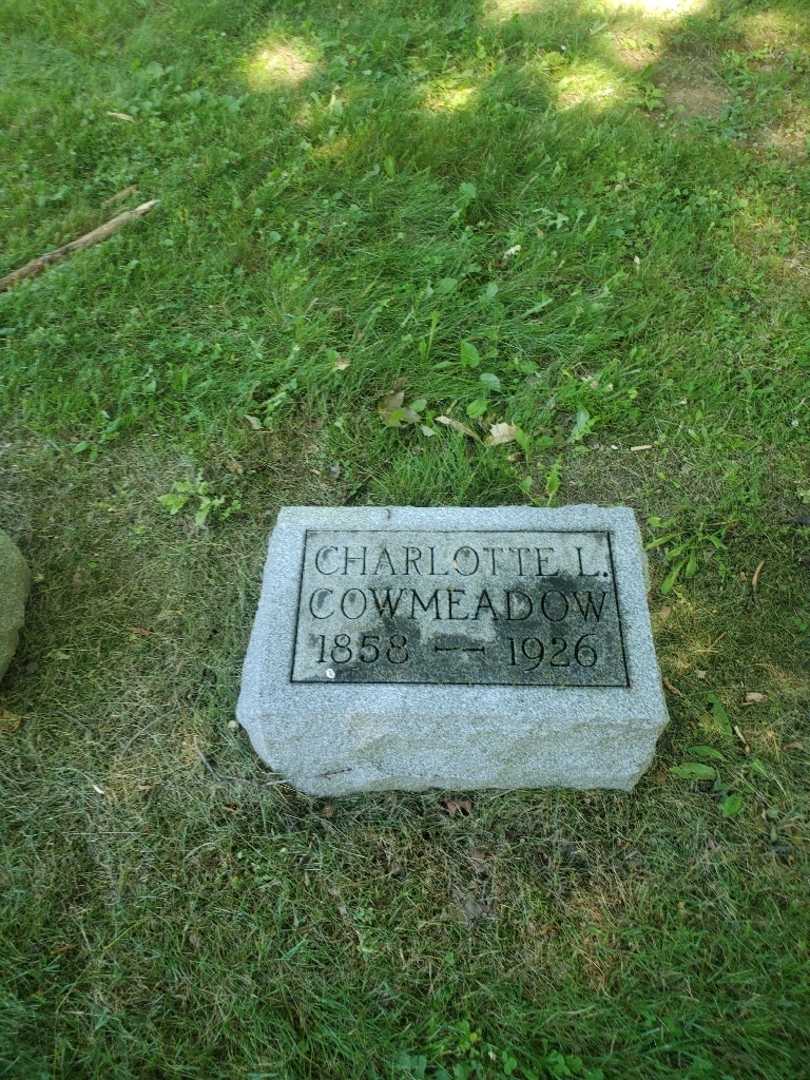 CHARLOTTE L.
COWMEADOW
1858 — 1926